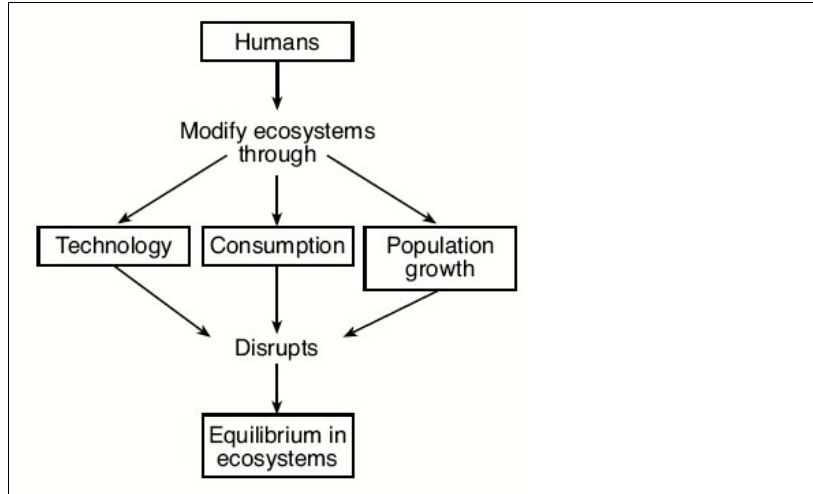 Humans
Modify ecosystems
through
Technology
Consumption
Population
growth
Disrupts
Equilibrium in
ecosystems